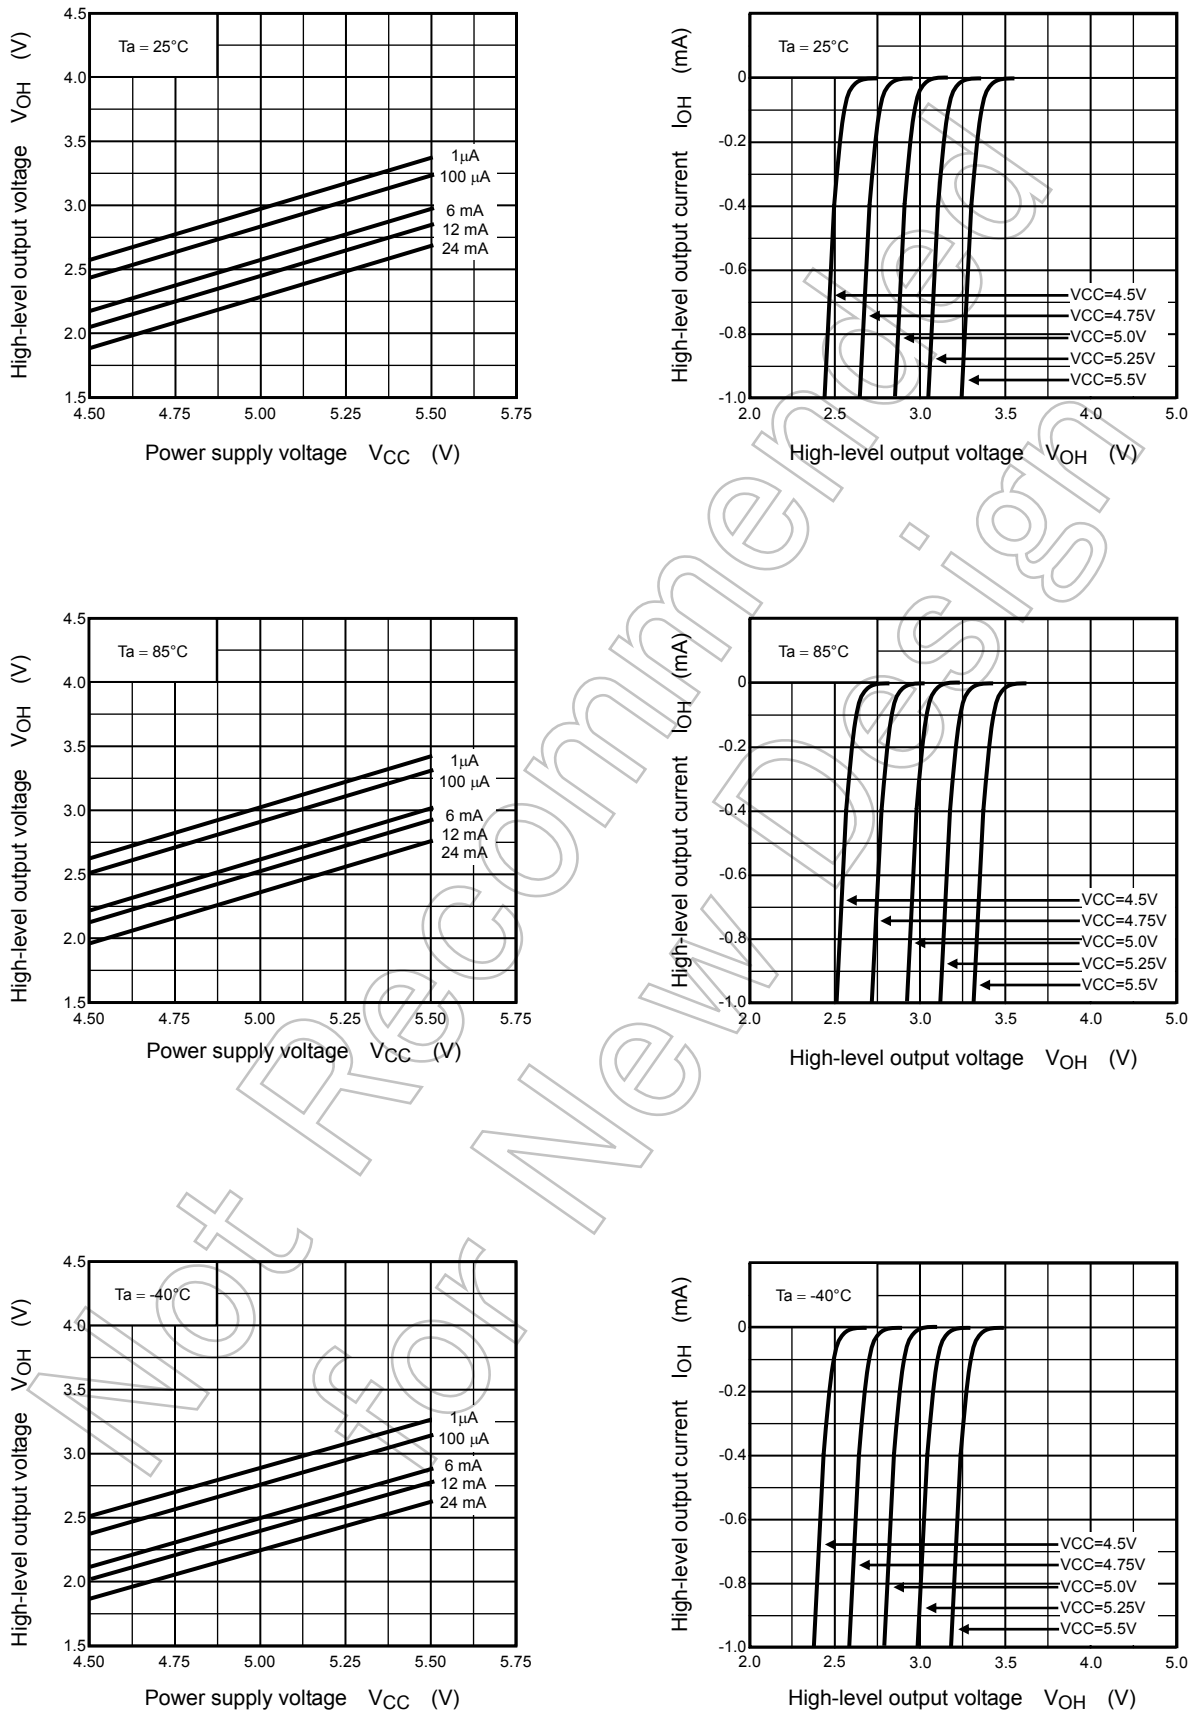 Ta = 25°C
High-level output voltage VOH (V)
4.5
4.0
3.5
3.0
2.5
2.0
1.5
1μA
100 μA
6 mA
12 mA
24 mA
4.50 4.75 5.00 5.25 5.50 5.75
Power supply voltage VCC (V)
Ta = 25°C
High-level output current IOH (mA)
0
-0.2
-0.4
-0.6
-0.8
-1.0
VCC=4.5V
VCC=4.75V
VCC=5.0V
VCC=5.25V
VCC=5.5V
2.0 2.5 3.0 3.5 4.0 5.0
High-level output voltage VOH (V)
Ta = 85°C
High-level output voltage VOH (V)
4.5
4.0
3.5
3.0
2.5
2.0
1.5
1μA
100 μA
6 mA
12 mA
24 mA
4.50 4.75 5.00 5.25 5.50 5.75
Power supply voltage VCC (V)
Ta = 85°C
High-level output current IOH (mA)
0
-0.2
-0.4
-0.6
-0.8
-1.0
VCC=4.5V
VCC=4.75V
VCC=5.0V
VCC=5.25V
VCC=5.5V
2.0 2.5 3.0 3.5 4.0 5.0
High-level output voltage VOH (V)
Ta = -40°C
High-level output voltage VOH (V)
4.5
4.0
3.5
3.0
2.5
2.0
1.5
1μA
100 μA
6 mA
12 mA
24 mA
4.50 4.75 5.00 5.25 5.50 5.75
Power supply voltage VCC (V)
Ta = -40°C
High-level output current IOH (mA)
0
-0.2
-0.4
-0.6
-0.8
-1.0
VCC=4.5V
VCC=4.75V
VCC=5.0V
VCC=5.25V
VCC=5.5V
2.0 2.5 3.0 3.5 4.0 5.0
High-level output voltage VOH (V)
Not Recommended
for New Design